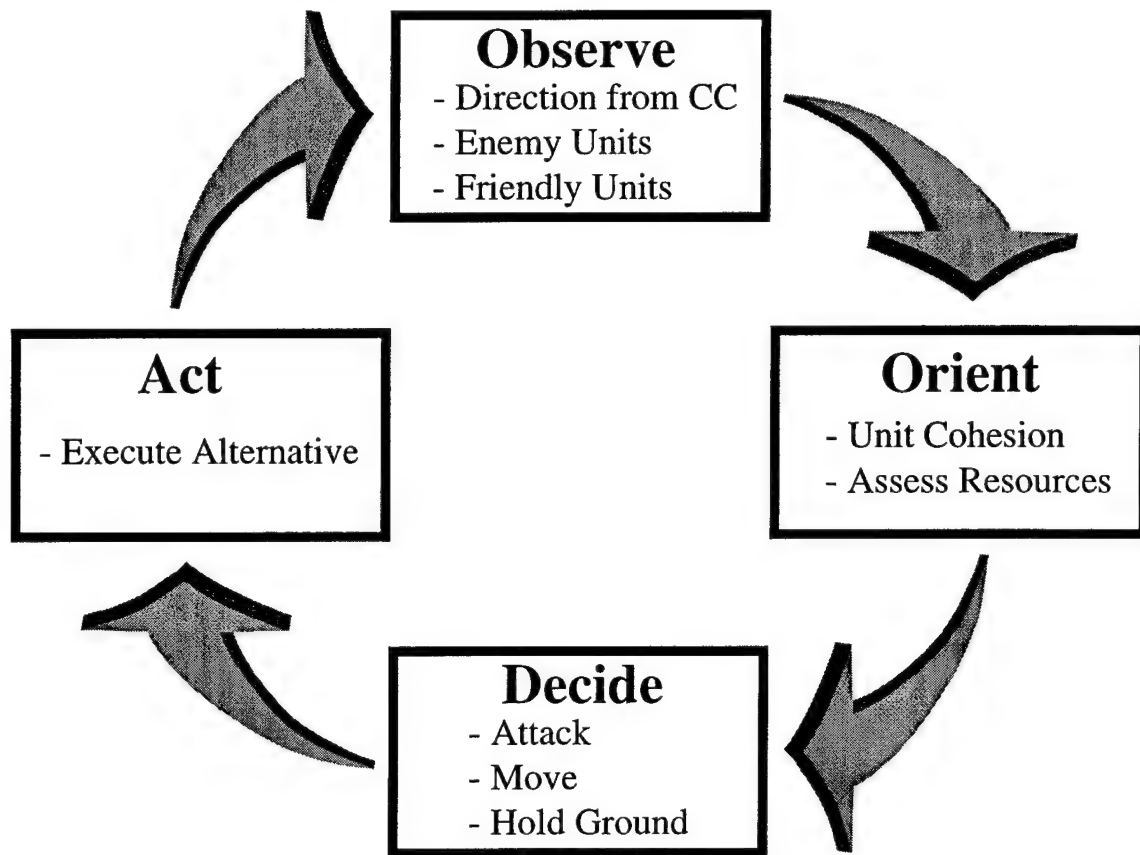 Observe
- Direction from CC
- Enemy Units
- Friendly Units
Orient
- Unit Cohesion
- Assess Resources
Decide
- Attack
- Move
- Hold Ground
Act
- Execute Alternative